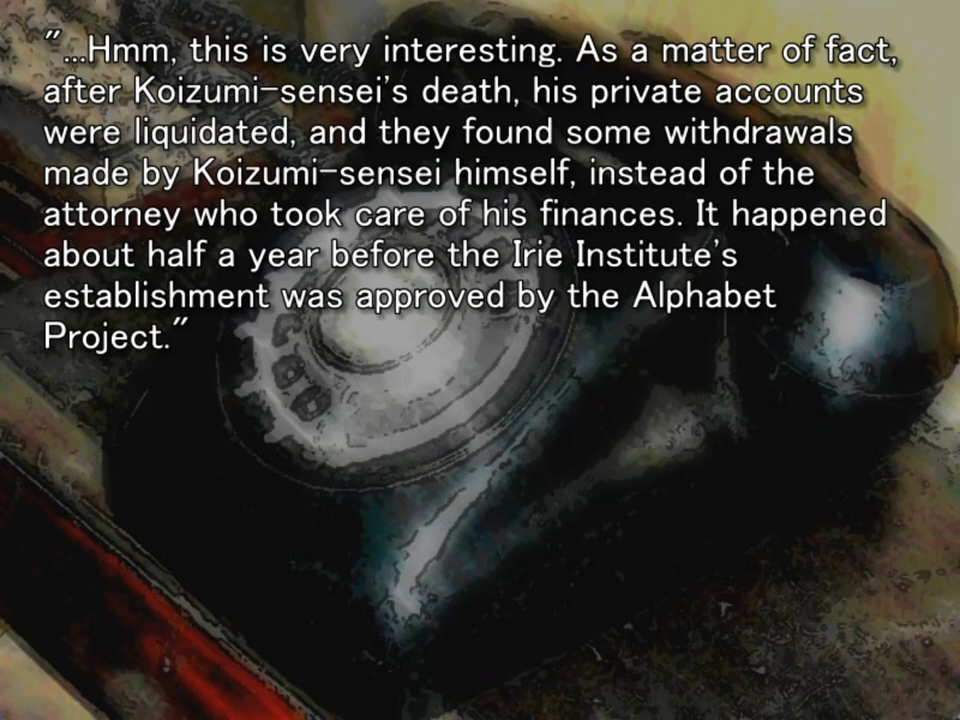 "...Hmm, this is very interesting. As a matter of fact,
after Koizumi-sensei's death, his private accounts
were liquidated, and they found some withdrawals
made by Koizumi-sensei himself, instead of the
attorney who took care of his finances. It happened
about half a year before the Irie Institute's
establishment was approved by the Alphabet
Project."